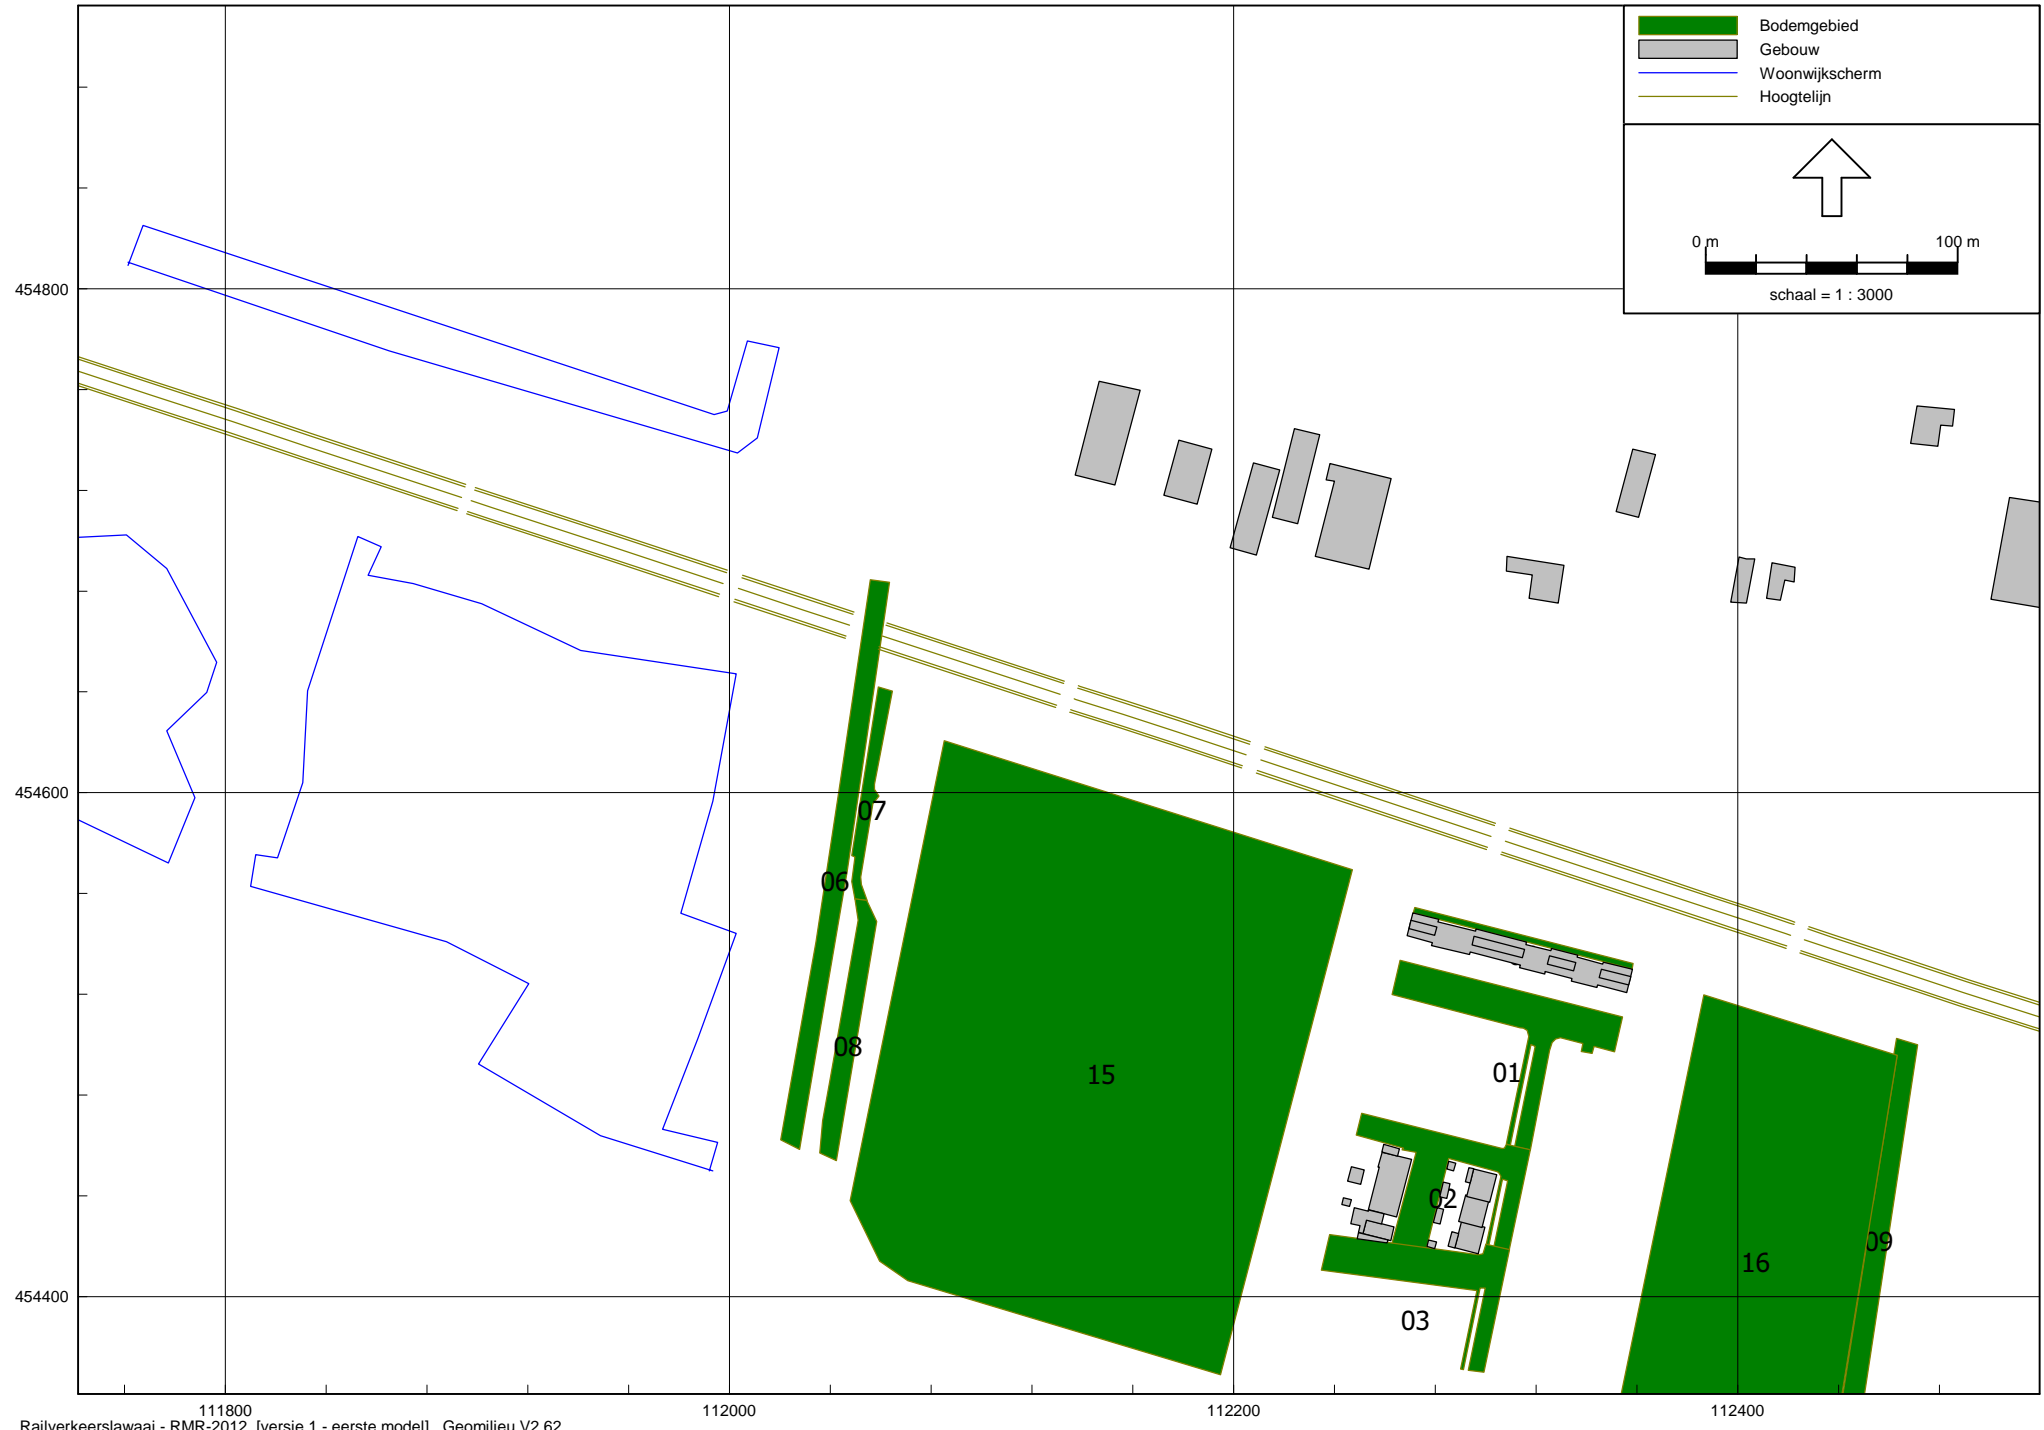 Bodemgebied
Gebouw
Woonwijkscherm
Hoogtelijn
0 m 100 m
schaal = 1 : 3000
454800
454600
07
06
08
15
01
02
09
16
454400
03
111800 112000 112200 112400
Railverkeerslawaai - RMR-2012, [versie 1 - eerste model] , Geomilieu V2.62